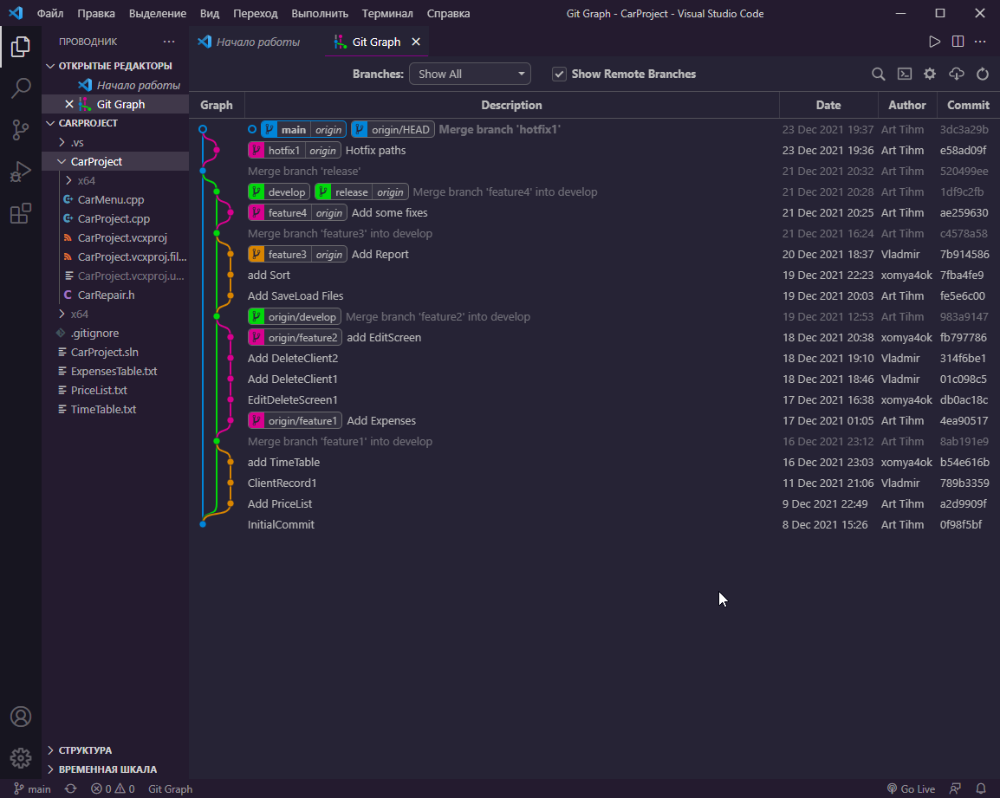 Файл Правка Выделение Вид Переход Выполнить Терминал Справка Git Graph - CarProject - Visual Studio Code
ПРОВОДНИК ···
ОТКРЫТЫЕ РЕДАКТОРЫ
Начало работы
Git Graph
CARPROJECT
.vs
CarProject
x64
CarMenu.cpp
CarProject.cpp
CarProject.vcxproj
CarProject.vcxproj.fil...
CarProject.vcxproj.u...
CarRepair.h
x64
.gitignore
CarProject.sln
ExpensesTable.txt
PriceList.txt
TimeTable.txt
СТРУКТУРА
ВРЕМЕННАЯ ШКАЛА
Начало работы Git Graph
Branches: Show All Show Remote Branches
Graph Description Date Author Commit
main origin origin/HEAD Merge branch 'hotfix1' 23 Dec 2021 19:37 Art Tihm 3dc3a29b
hotfix1 origin Hotfix paths 23 Dec 2021 19:36 Art Tihm e58ad09f
Merge branch 'release' 21 Dec 2021 20:32 Art Tihm 520499ee
develop release origin Merge branch 'feature4' into develop 21 Dec 2021 20:28 Art Tihm 1df9c2fb
feature4 origin Add some fixes 21 Dec 2021 20:25 Art Tihm ae259630
Merge branch 'feature3' into develop 21 Dec 2021 16:24 Art Tihm c4578a58
feature3 origin Add Report 20 Dec 2021 18:37 Vladmir 7b914586
add Sort 19 Dec 2021 22:23 xomya4ok 7fba4fe9
Add SaveLoad Files 19 Dec 2021 20:03 Art Tihm fe5e6c00
origin/develop Merge branch 'feature2' into develop 19 Dec 2021 12:53 Art Tihm 983a9147
origin/feature2 add EditScreen 18 Dec 2021 20:38 xomya4ok fb797786
Add DeleteClient2 18 Dec 2021 19:10 Vladmir 314f6be1
Add DeleteClient1 18 Dec 2021 18:46 Vladmir 01c098c5
EditDeleteScreen1 17 Dec 2021 16:38 xomya4ok db0ac18c
origin/feature1 Add Expenses 17 Dec 2021 01:05 Art Tihm 4ea90517
Merge branch 'feature1' into develop 16 Dec 2021 23:12 Art Tihm 8ab191e9
add TimeTable 16 Dec 2021 23:03 xomya4ok b54e616b
ClientRecord1 11 Dec 2021 21:06 Vladmir 789b3359
Add PriceList 9 Dec 2021 22:49 Art Tihm a2d9909f
InitialCommit 8 Dec 2021 15:26 Art Tihm 0f98f5bf
main 0 0 Git Graph Go Live